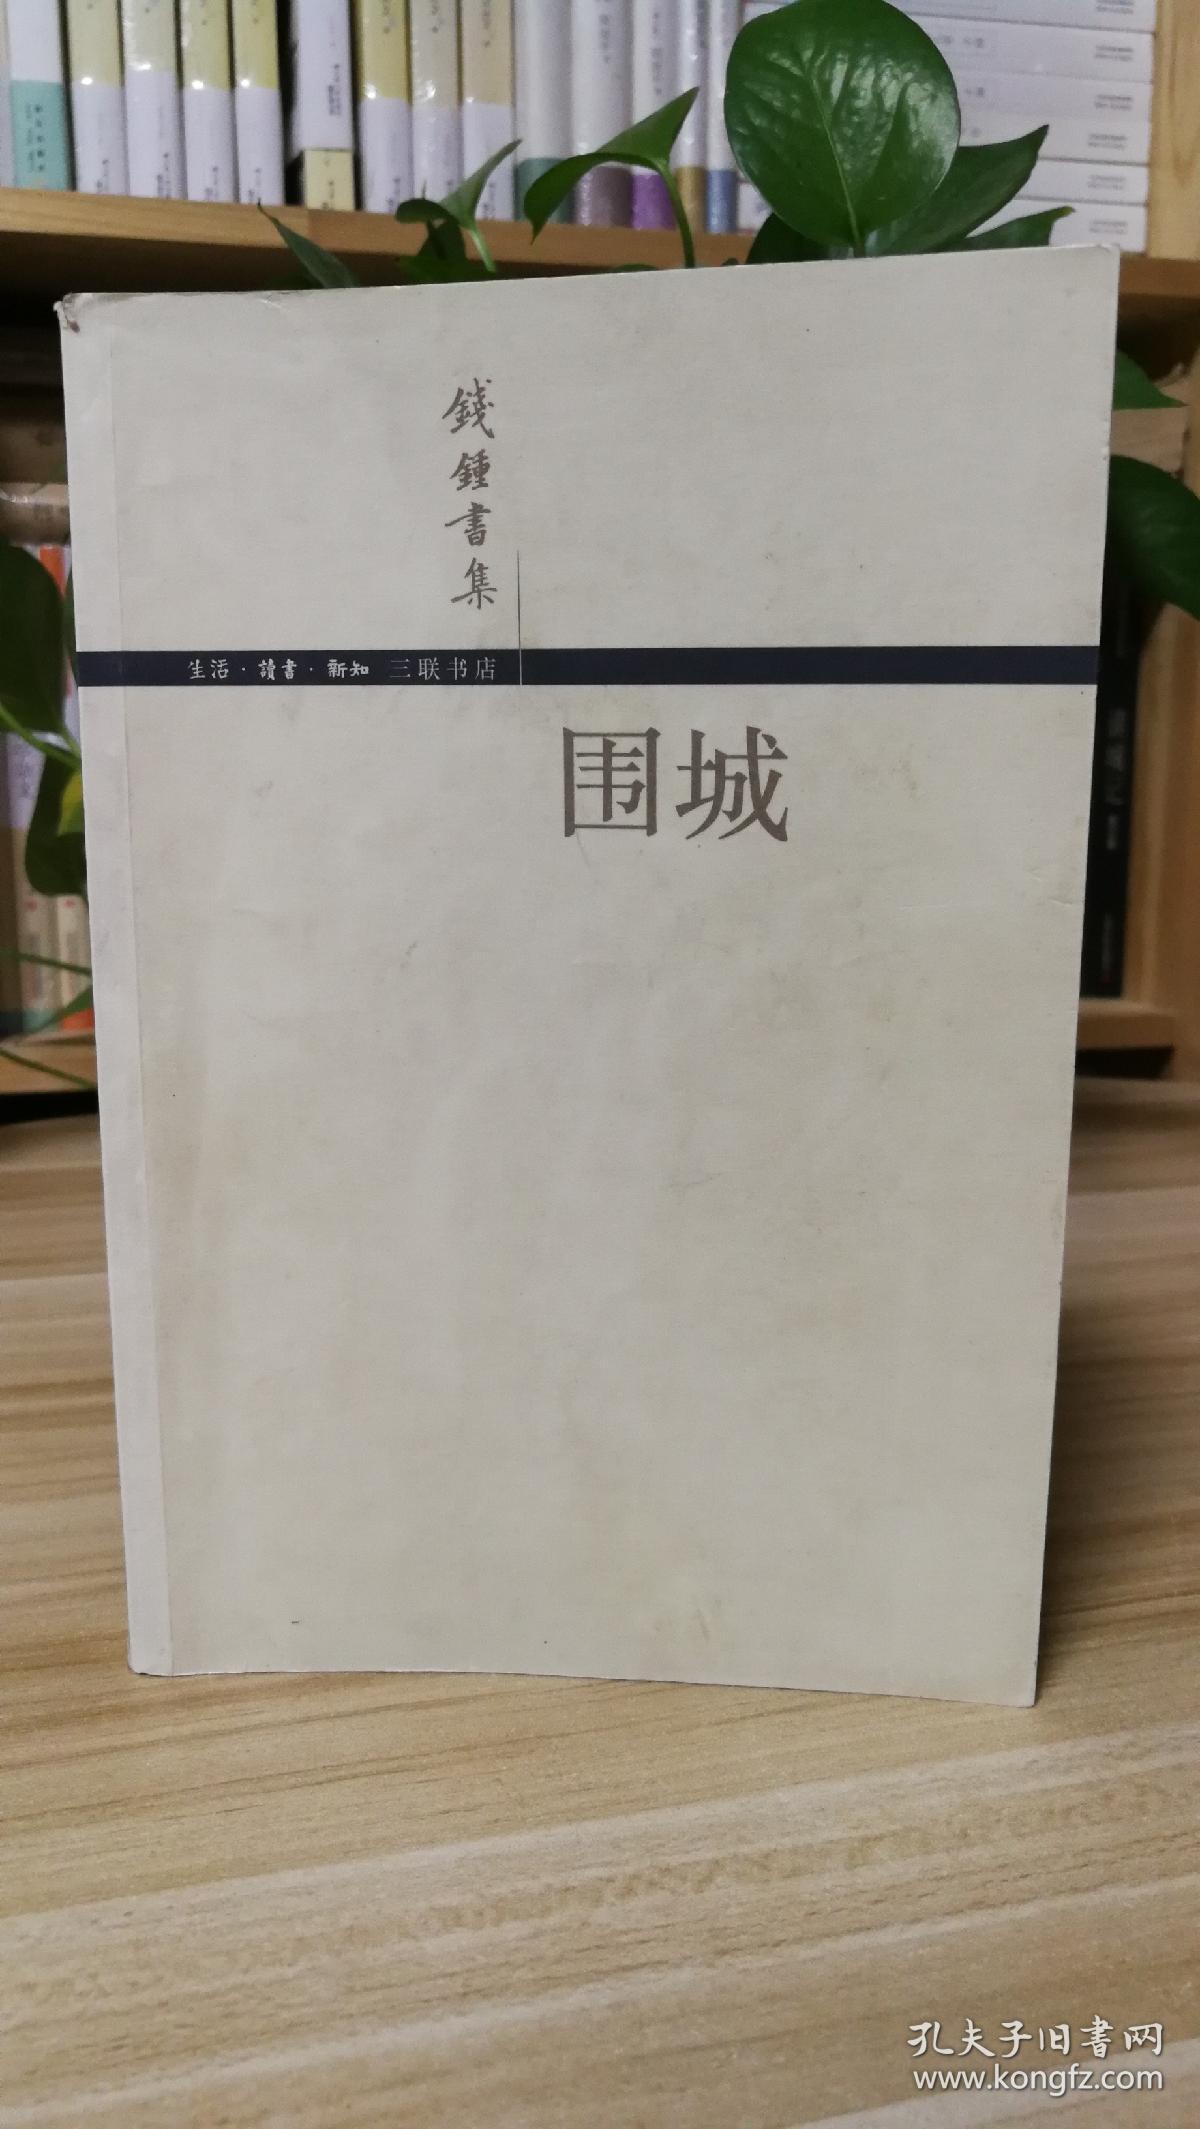 錢鍾書集
生活·讀書·新知 三联书店
围城
孔夫子旧書网
www.kongfz.com